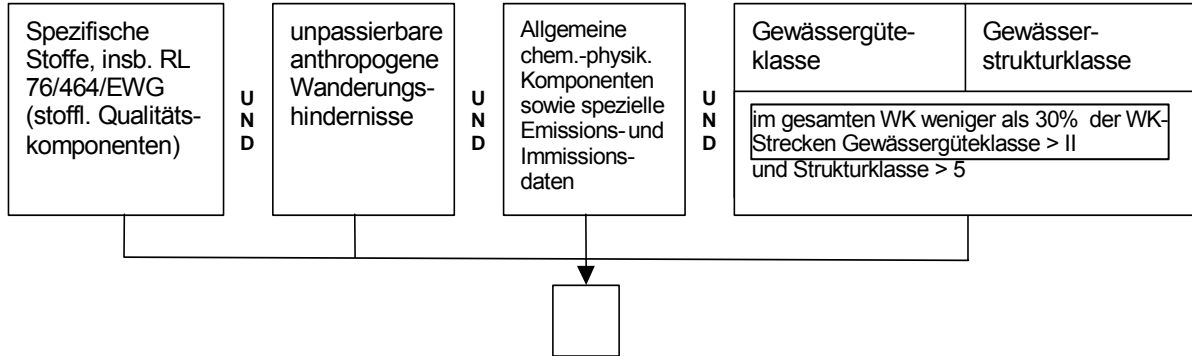 Spezifische
Stoffe, insb. RL
76/464/EWG
(stoffl. Qualitäts-
komponenten)
U
N
D
unpassierbare
anthropogene
Wanderungs-
hindernisse
U
N
D
Allgemeine
chem.-physik.
Komponenten
sowie spezielle
Emissions- und
Immissions-
daten
U
N
D
Gewässergüte-
klasse
Gewässer-
strukturklasse
im gesamten WK weniger als 30% der WK-
Strecken Gewässergüteklasse > II
und Strukturklasse > 5